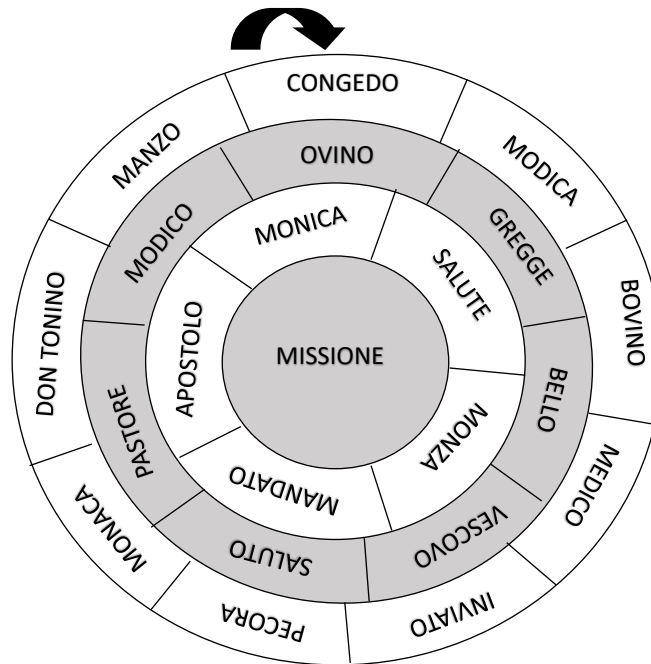 CONGEDO
MODICA
BOVINO
MEDICO
INVIATO
PECORA
MONACA
DON TONINO
MANZO
OVINO
GREGGE
BELLO
VESCOVO
SALUTO
PASTORE
MODICO
MONICA
SALUTE
MONZA
MANDATO
APOSTOLO
MISSIONE